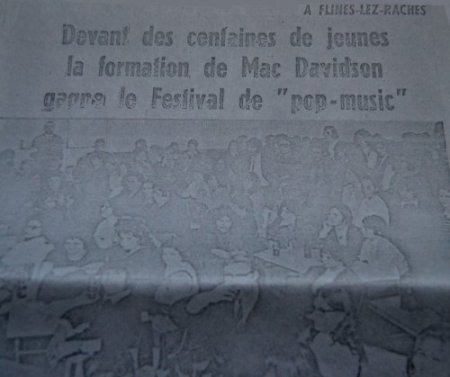 A FLINES-LEZ-RACHES
Devant des centaines de jeunes
la formation de Mac Davidson
gagne le Festival de "pop-music"